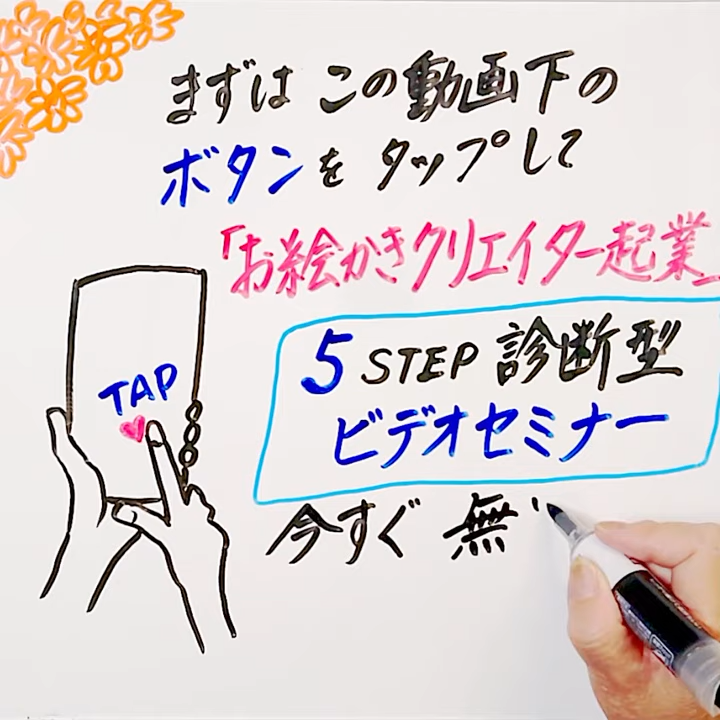 まずは この動画下の
ボタンを タップして
「お絵かきクリエイター起業」
5 STEP 診断型
ビデオセミナー
TAP
今すぐ 無